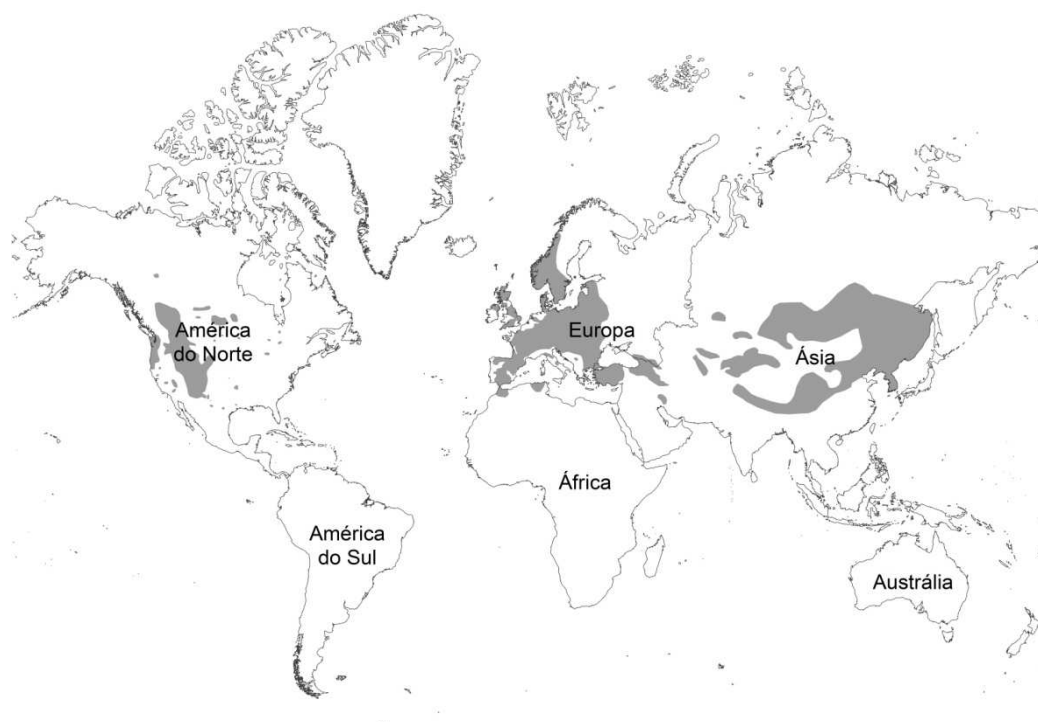 América
do Norte
Europa
Ásia
África
América
do Sul
Austrália